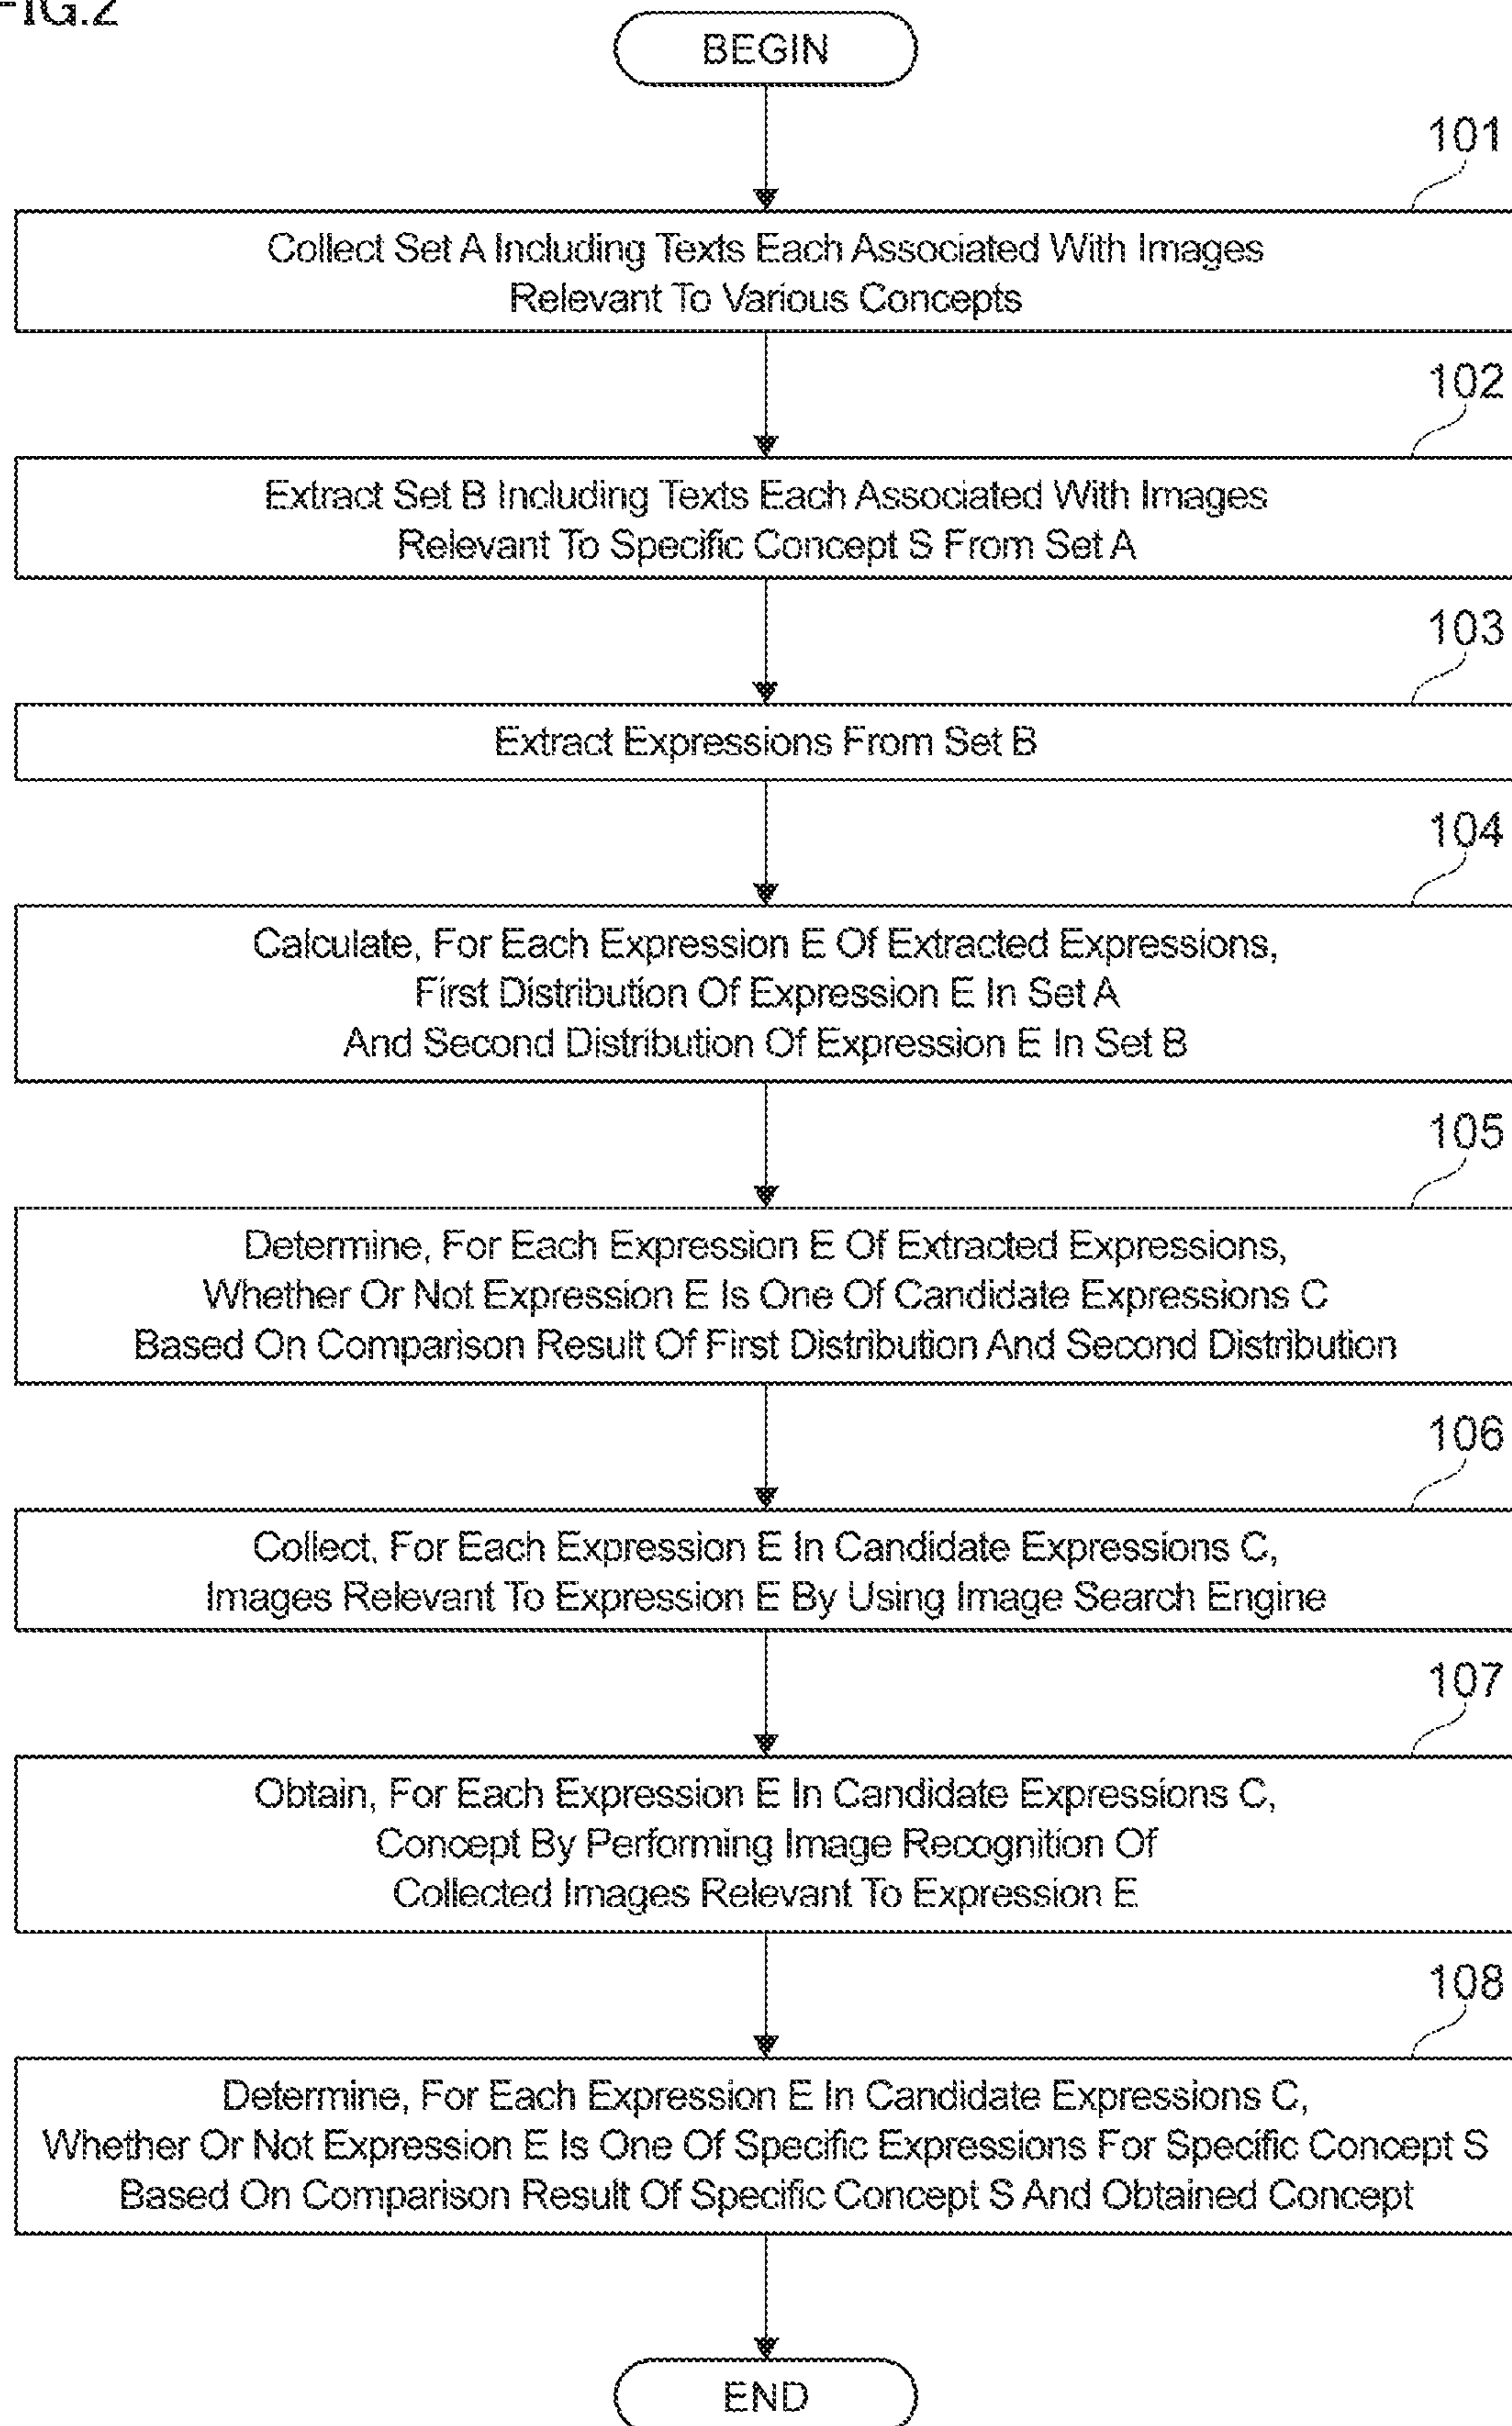 FIG.2
BEGIN
101
Collect Set A Including Texts Each Associated With Images
Relevant To Various Concepts
102
Extract Set B Including Texts Each Associated With Images
Relevant To Specific Concept S From Set A
103
Extract Expressions From Set B
104
Calculate, For Each Expression E Of Extracted Expressions,
First Distribution Of Expression E In Set A
And Second Distribution Of Expression E In Set B
105
Determine, For Each Expression E Of Extracted Expressions,
Whether Or Not Expression E Is One Of Candidate Expressions C
Based On Comparison Result Of First Distribution And Second Distribution
106
Collect, For Each Expression E In Candidate Expressions C,
Images Relevant To Expression E By Using Image Search Engine
107
Obtain, For Each Expression E In Candidate Expressions C,
Concept By Performing Image Recognition Of
Collected Images Relevant To Expression E
108
Determine, For Each Expression E In Candidate Expressions C,
Whether Or Not Expression E Is One Of Specific Expressions For Specific Concept S
Based On Comparison Result Of Specific Concept S And Obtained Concept
END